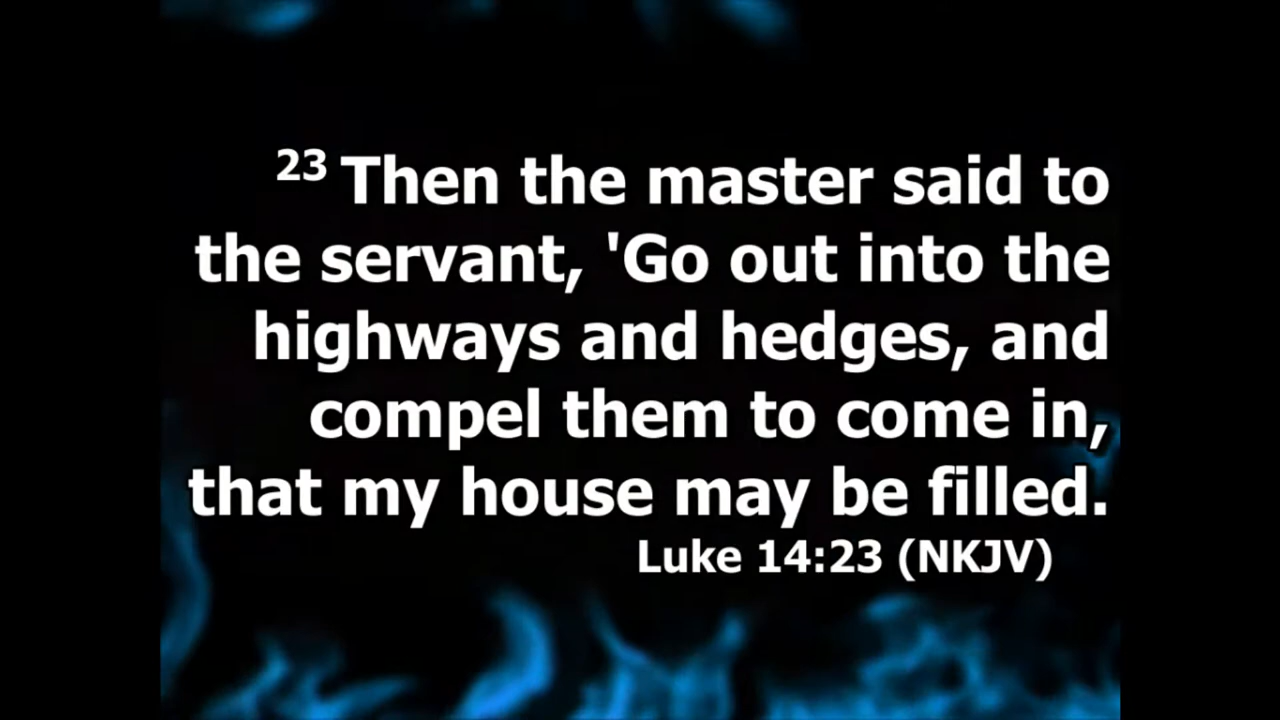 23 Then the master said to
the servant, 'Go out into the
highways and hedges, and
compel them to come in,
that my house may be filled.
Luke 14:23 (NKJV)